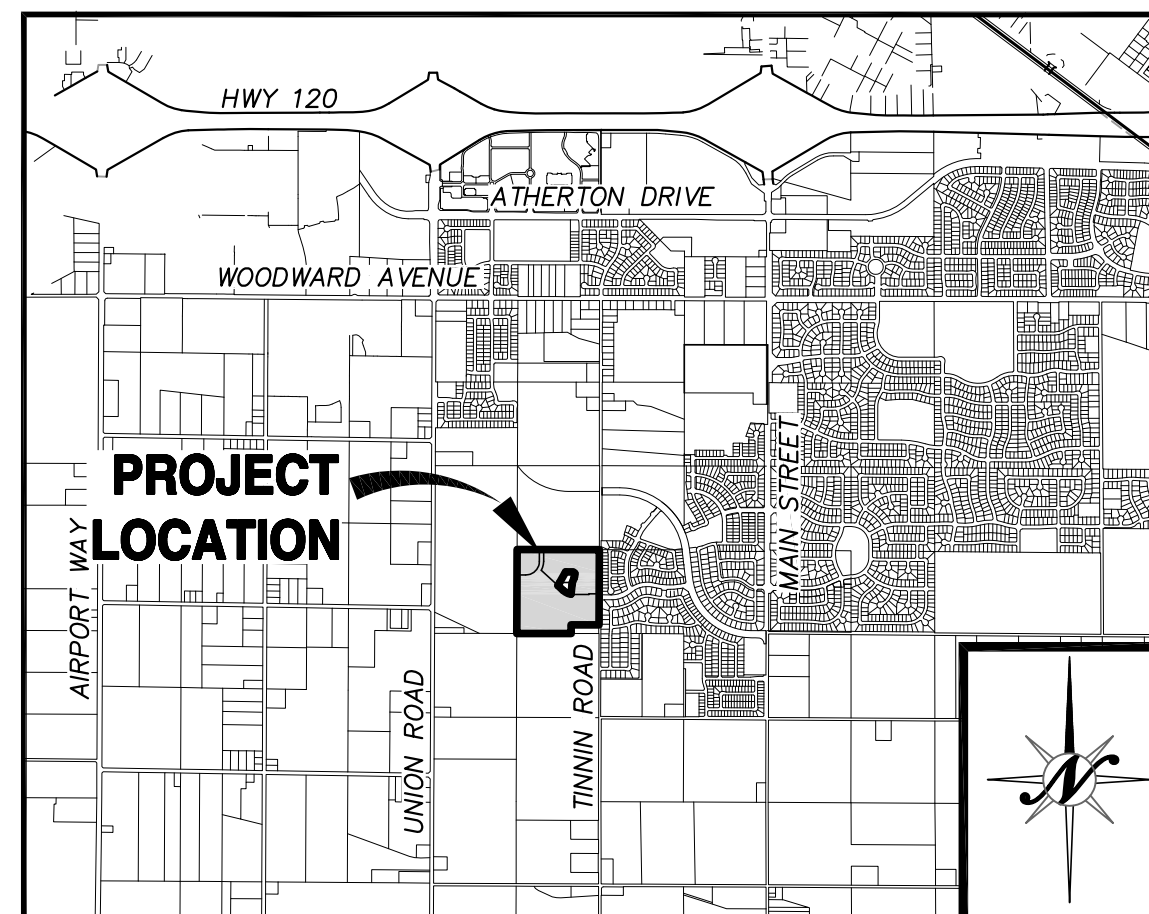 HWY 120
ATHERTON DRIVE
WOODWARD AVENUE
PROJECT
LOCATION
AIRPORT WAY
UNION ROAD
TINNIN ROAD
MAIN STREET
N